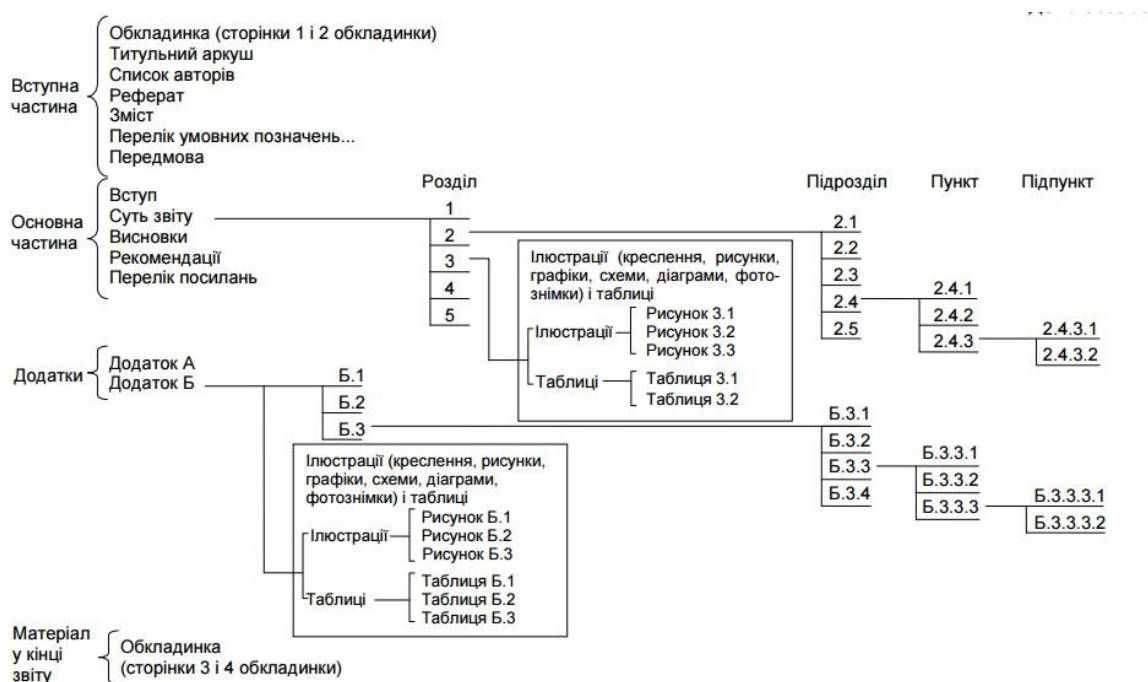 Вступна
частина
Обкладинка (сторінки 1 і 2 обкладинки)
Титульний аркуш
Список авторів
Реферат
Зміст
Перелік умовних позначень...
Передмова
Основна
частина
Вступ
Суть звіту
Висновки
Рекомендації
Перелік посилань
Розділ
1
2
3
4
5
Підрозділ
2.1
2.2
2.3
2.4
2.5
Пункт
2.4.1
2.4.2
2.4.3
Підпункт
2.4.3.1
2.4.3.2
Ілюстрації (креслення, рисунки,
графіки, схеми, діаграми, фото-
знімки) і таблиці
Ілюстрації
Рисунок 3.1
Рисунок 3.2
Рисунок 3.3
Таблиці
Таблиця 3.1
Таблиця 3.2
Додатки
Додаток А
Додаток Б
Б.1
Б.2
Б.3
Б.3.1
Б.3.2
Б.3.3
Б.3.4
Б.3.3.1
Б.3.3.2
Б.3.3.3
Б.3.3.3.1
Б.3.3.3.2
Ілюстрації (креслення, рисунки,
графіки, схеми, діаграми,
фотознімки) і таблиці
Ілюстрації
Рисунок Б.1
Рисунок Б.2
Рисунок Б.3
Таблиці
Таблиця Б.1
Таблиця Б.2
Таблиця Б.3
Матеріал
у кінці
звіту
Обкладинка
(сторінки 3 і 4 обкладинки)